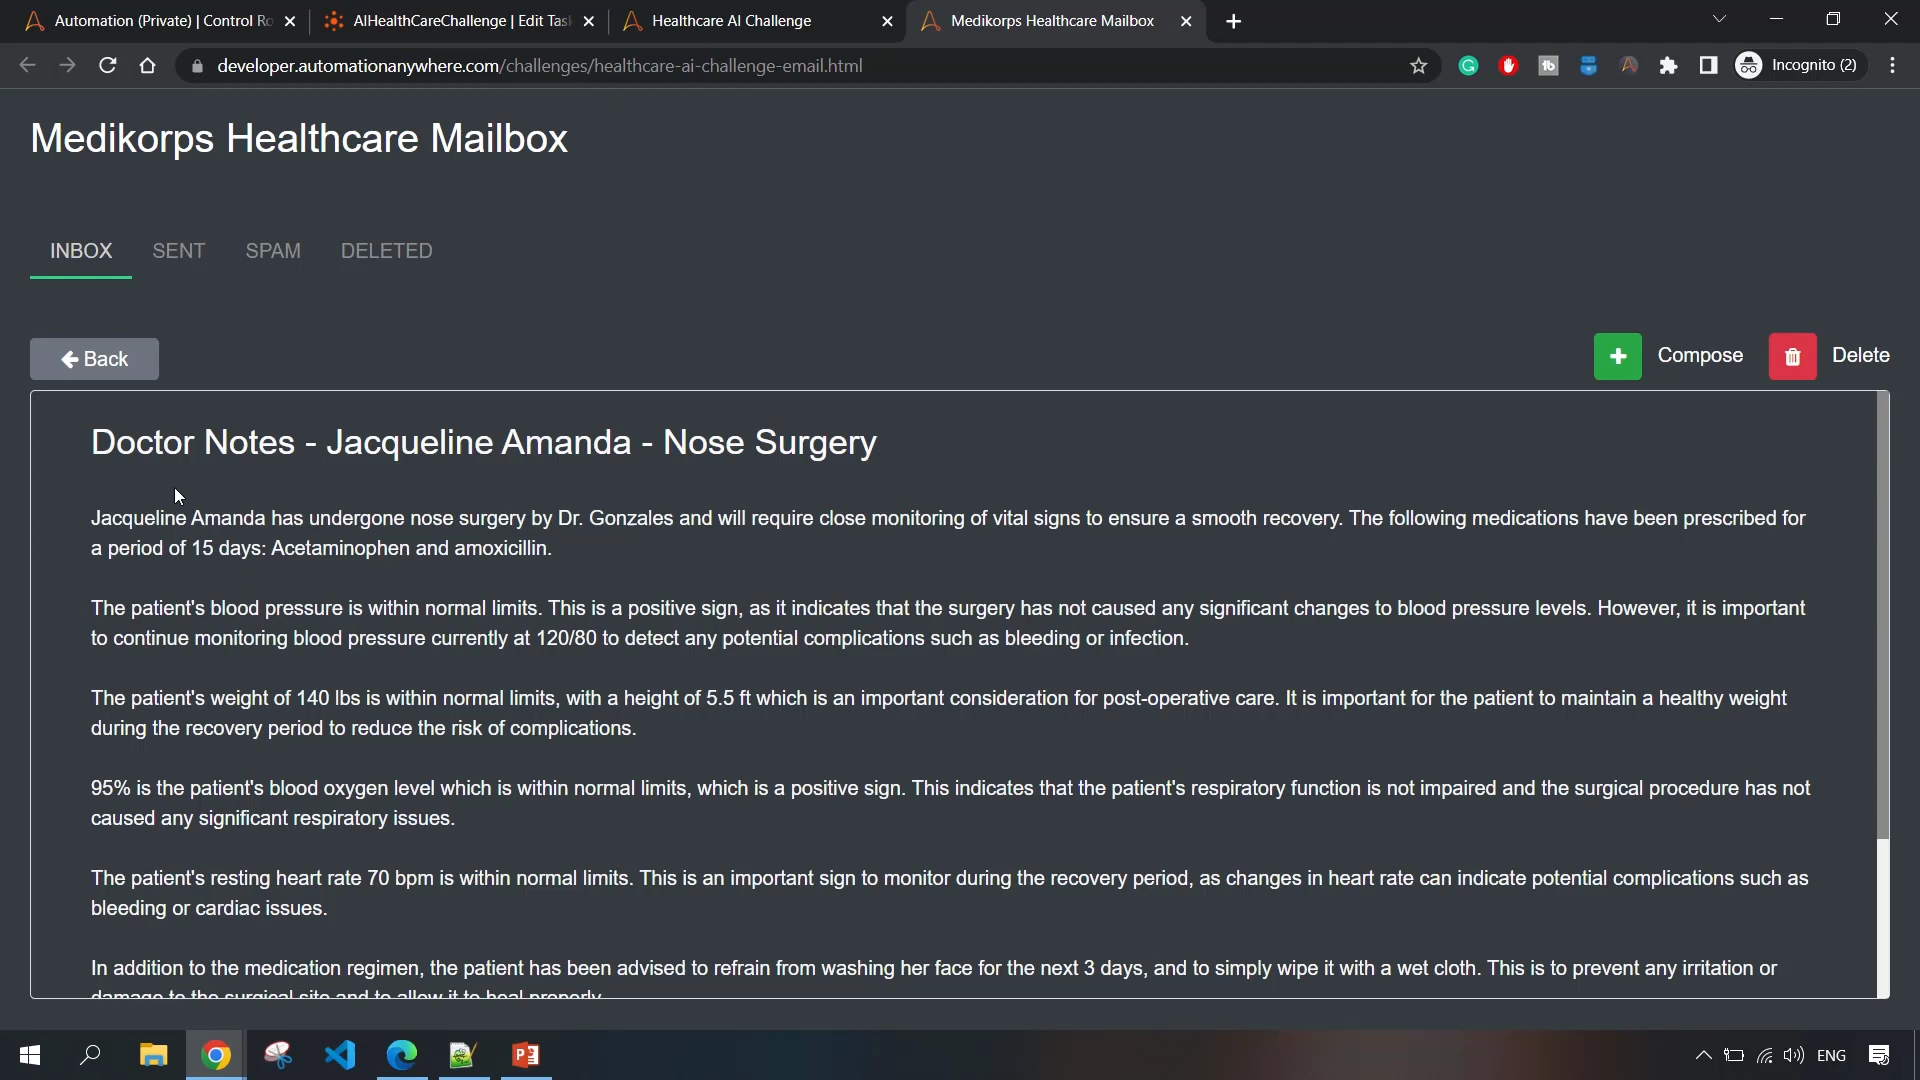 Automation (Private) | Control Ro
AIHealthCareChallenge | Edit Task
Healthcare AI Challenge
Medikorps Healthcare Mailbox
developer.automationanywhere.com/challenges/healthcare-ai-challenge-email.html
Incognito (2)
Medikorps Healthcare Mailbox
INBOX SENT SPAM DELETED
Back
Compose
Delete
Doctor Notes - Jacqueline Amanda - Nose Surgery
Jacqueline Amanda has undergone nose surgery by Dr. Gonzales and will require close monitoring of vital signs to ensure a smooth recovery. The following medications have been prescribed for
a period of 15 days: Acetaminophen and amoxicillin.
The patient's blood pressure is within normal limits. This is a positive sign, as it indicates that the surgery has not caused any significant changes to blood pressure levels. However, it is important
to continue monitoring blood pressure currently at 120/80 to detect any potential complications such as bleeding or infection.
The patient's weight of 140 lbs is within normal limits, with a height of 5.5 ft which is an important consideration for post-operative care. It is important for the patient to maintain a healthy weight
during the recovery period to reduce the risk of complications.
95% is the patient's blood oxygen level which is within normal limits, which is a positive sign. This indicates that the patient's respiratory function is not impaired and the surgical procedure has not
caused any significant respiratory issues.
The patient's resting heart rate 70 bpm is within normal limits. This is an important sign to monitor during the recovery period, as changes in heart rate can indicate potential complications such as
bleeding or cardiac issues.
In addition to the medication regimen, the patient has been advised to refrain from washing her face for the next 3 days, and to simply wipe it with a wet cloth. This is to prevent any irritation or
damage to the surgical site and to allow it to heal properly
ENG